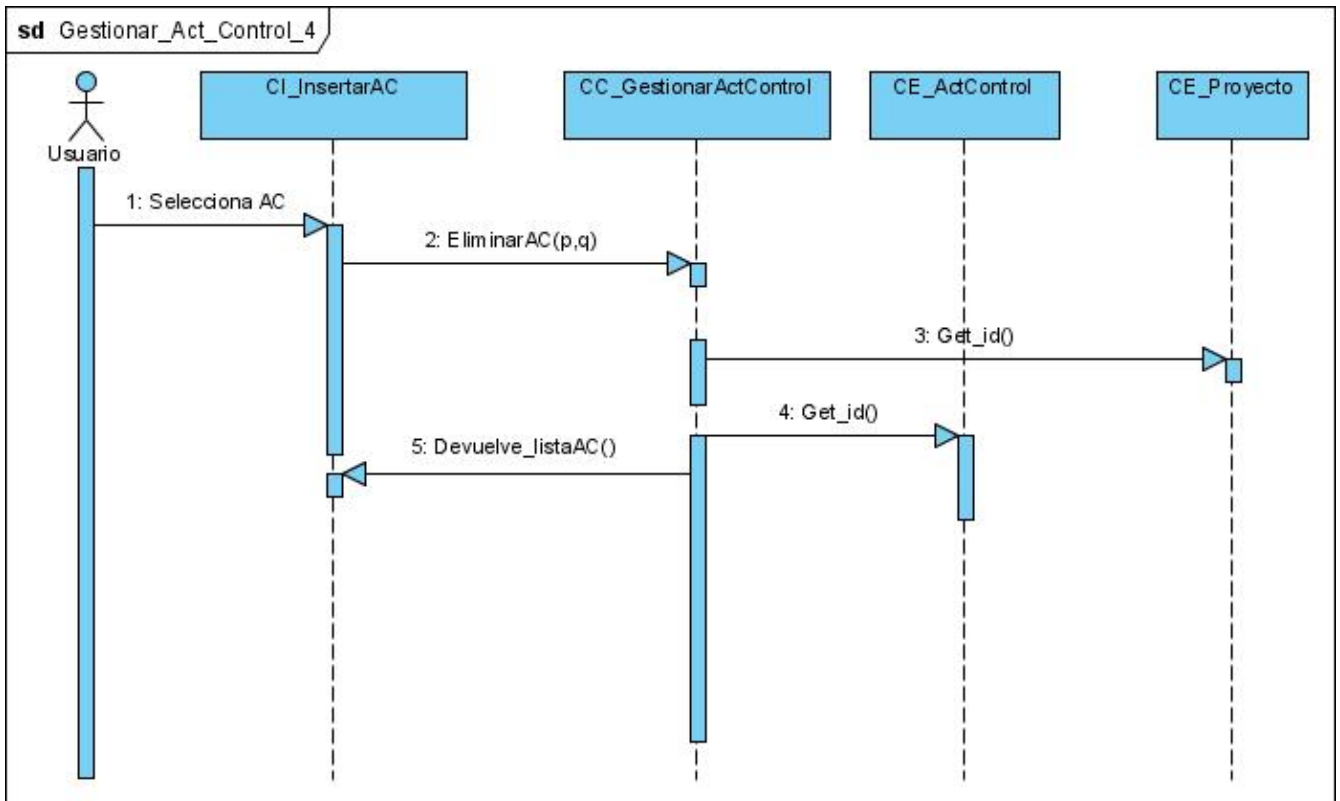 sd Gestionar_Act_Control_4
CI_InsertarAC
CC_GestionarActControl
CE_ActControl
CE_Proyecto
Usuario
1: Selecciona AC
2: EliminarAC(p,q)
3: Get_id()
4: Get_id()
5: Devuelve_listaAC()